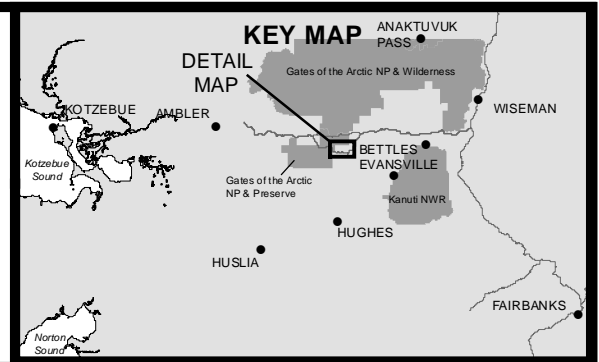 KEY MAP
ANAKTUVUK
PASS
DETAIL
MAP
Gates of the Arctic NP & Wilderness
KOTZEBUE
AMBLER
WISEMAN
Kotzebue
Sound
BETTLES
EVANSVILLE
Gates of the Arctic
NP & Preserve
Kanuti NWR
HUGHES
HUSLIA
FAIRBANKS
Norton
Sound